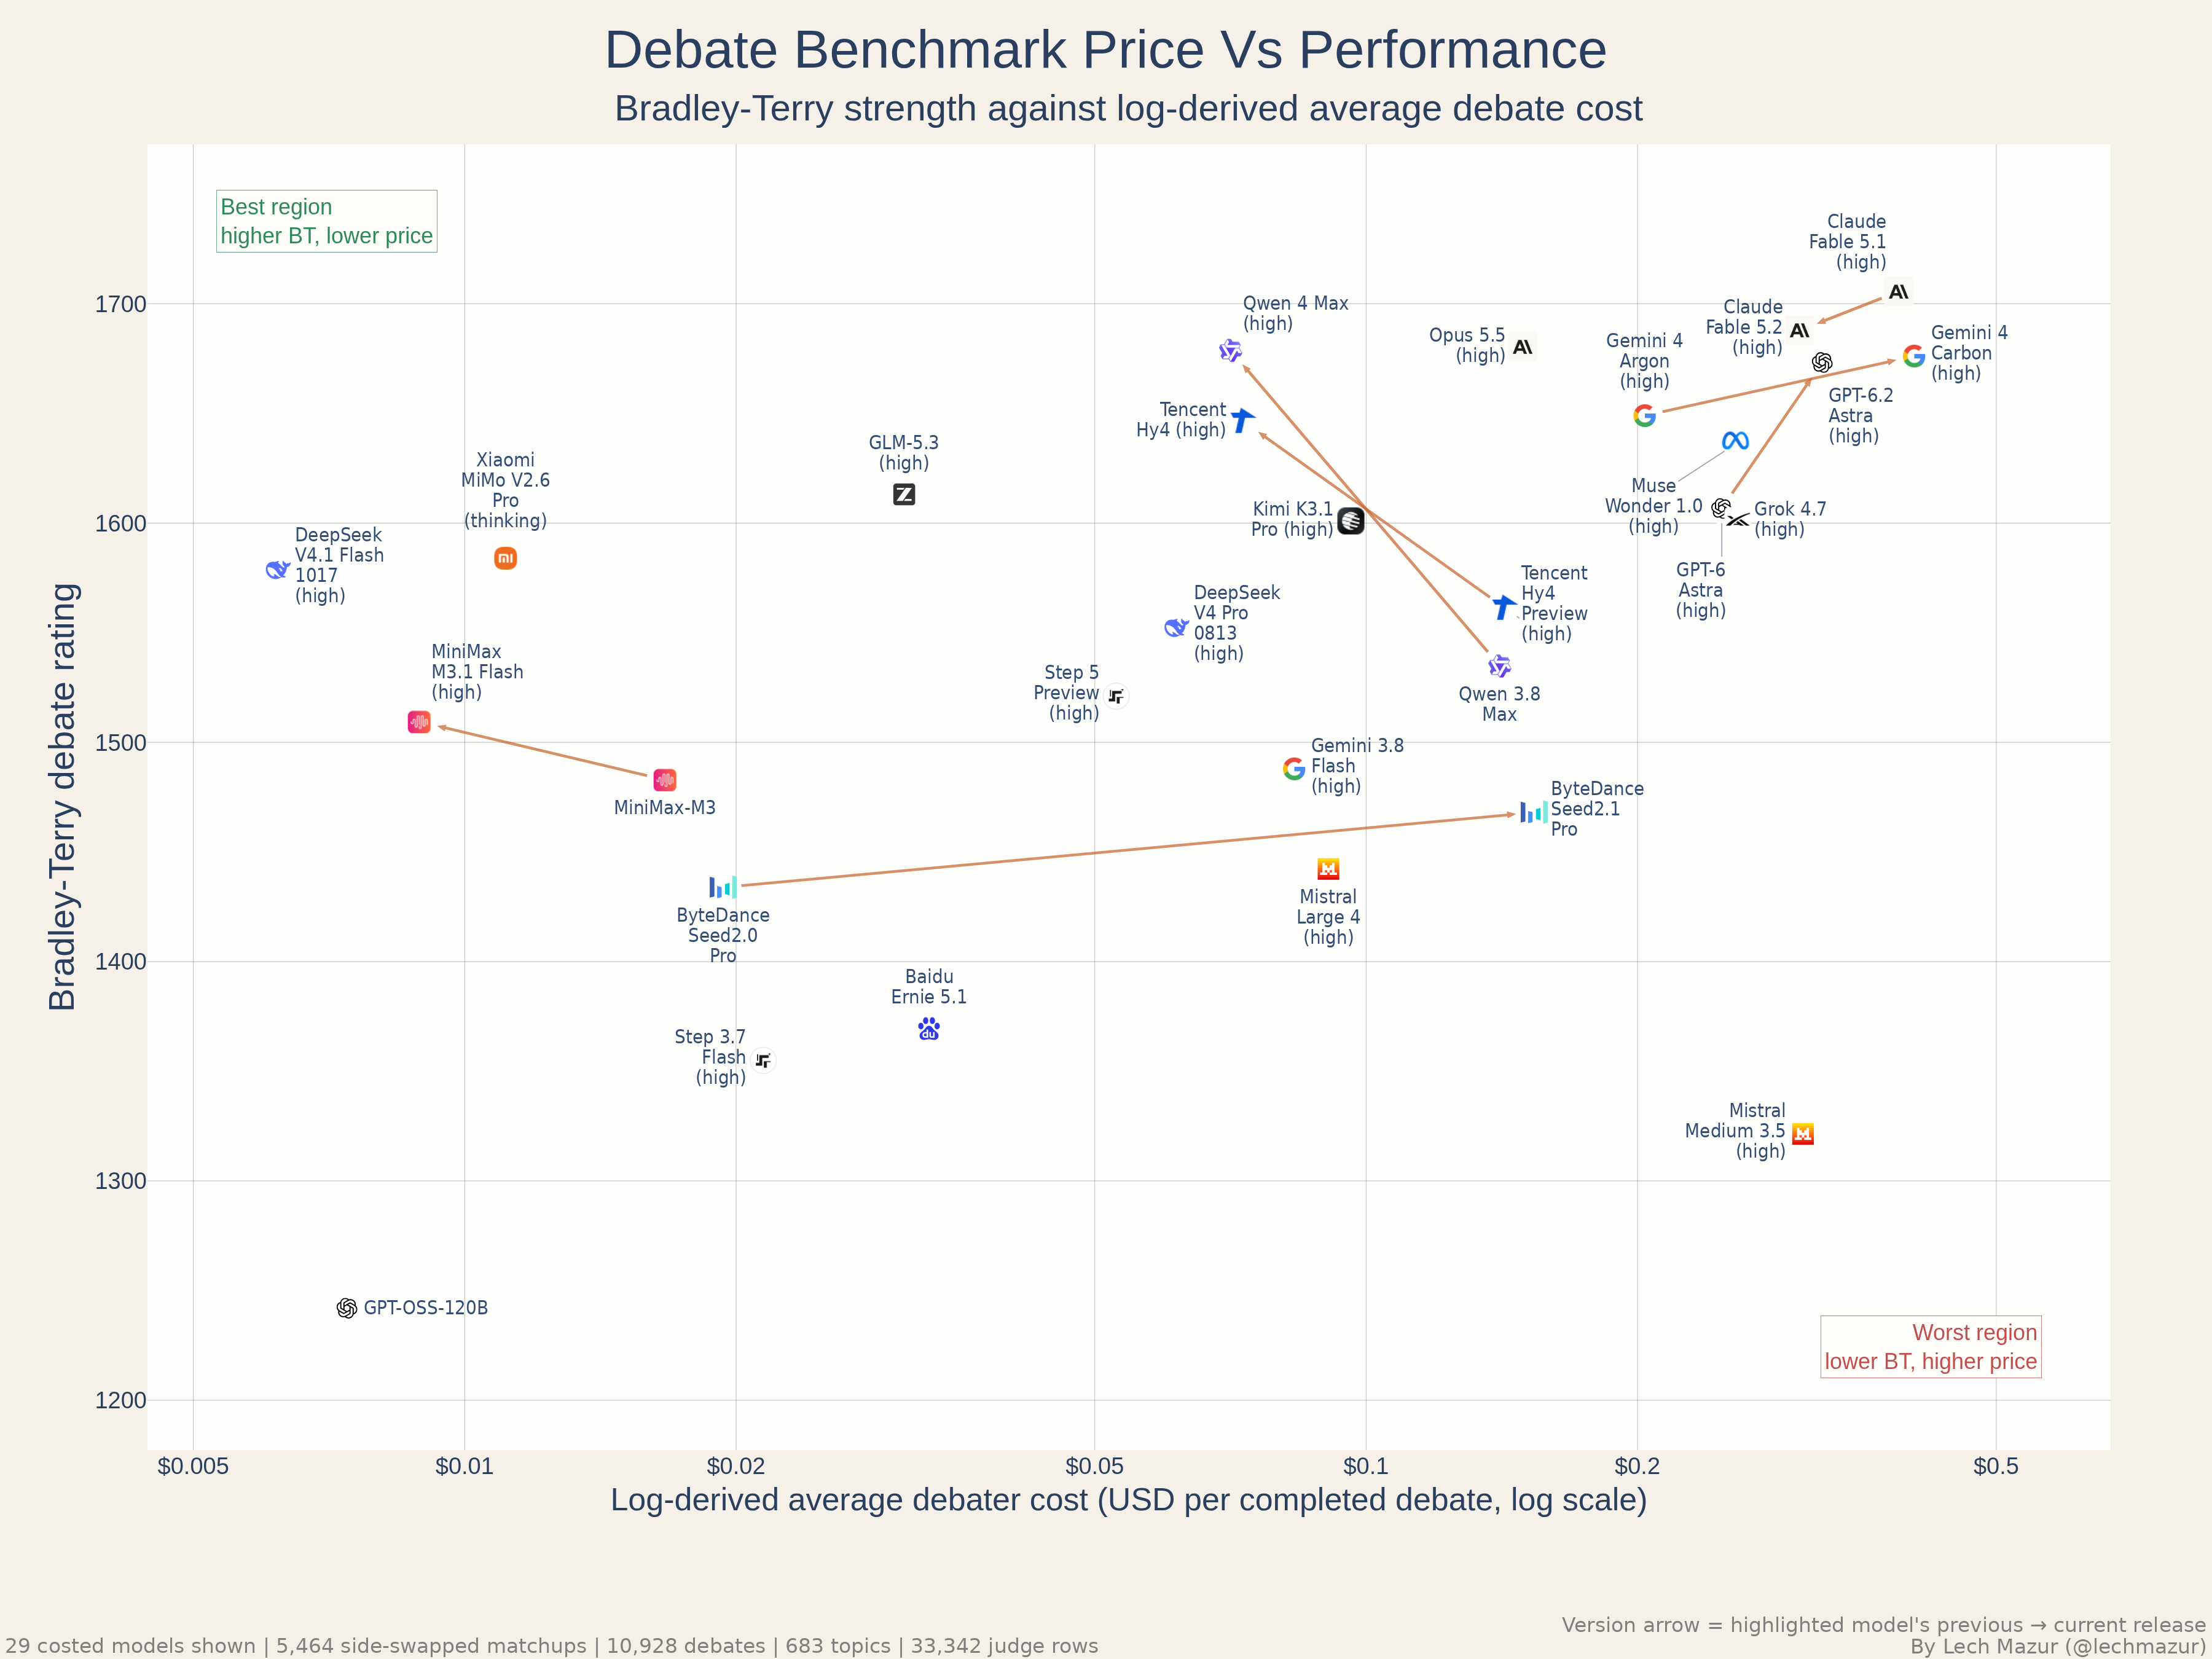 Debate Benchmark Price Vs Performance
Bradley-Terry strength against log-derived average debate cost
Best region
higher BT, lower price
Claude
Fable 5.1
(high)
Qwen 4 Max
(high)
Opus 5.5
(high)
Claude
Fable 5.2
(high)
Gemini 4
Argon
(high)
Gemini 4
Carbon
(high)
GPT-6.2
Astra
(high)
Tencent
Hy4 (high)
GLM-5.3
(high)
Xiaomi
MiMo V2.6
Pro
(thinking)
Muse
Wonder 1.0
(high)
Grok 4.7
(high)
Kimi K3.1
Pro (high)
DeepSeek
V4.1 Flash
1017
(high)
GPT-6
Astra
(high)
Tencent
Hy4
Preview
(high)
DeepSeek
V4 Pro
0813
(high)
MiniMax
M3.1 Flash
(high)
Step 5
Preview
(high)
Qwen 3.8
Max
Gemini 3.8
Flash
(high)
MiniMax-M3
ByteDance
Seed2.1
Pro
Mistral
Large 4
(high)
ByteDance
Seed2.0
Pro
Baidu
Ernie 5.1
du
Step 3.7
Flash
(high)
Mistral
Medium 3.5
(high)
GPT-OSS-120B
Worst region
lower BT, higher price
1700
1600
1500
1400
1300
1200
Bradley-Terry debate rating
$0.005
$0.01
$0.02
$0.05
$0.1
$0.2
$0.5
Log-derived average debater cost (USD per completed debate, log scale)
Version arrow = highlighted model's previous → current release
29 costed models shown | 5,464 side-swapped matchups | 10,928 debates | 683 topics | 33,342 judge rows
By Lech Mazur (@lechmazur)